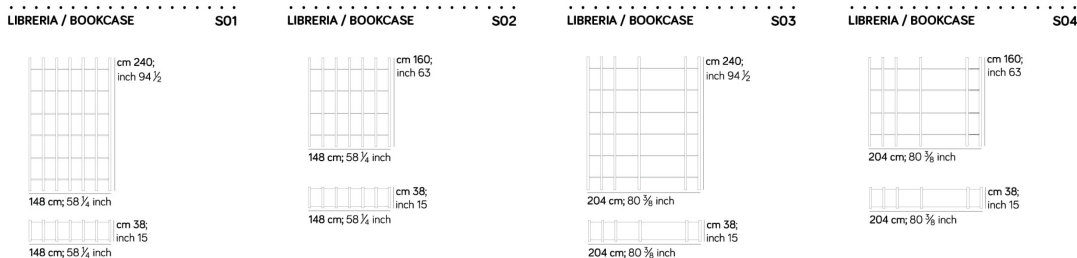 LIBRERIA / BOOKCASE S01
cm 240;
inch 94 ½
148 cm; 58 ¼ inch
cm 38;
inch 15
148 cm; 58 ¼ inch
LIBRERIA / BOOKCASE S02
cm 160;
inch 63
148 cm; 58 ¼ inch
cm 38;
inch 15
148 cm; 58 ¼ inch
LIBRERIA / BOOKCASE S03
cm 240;
inch 94 ½
204 cm; 80 ⅜ inch
cm 38;
inch 15
204 cm; 80 ⅜ inch
LIBRERIA / BOOKCASE S04
cm 160;
inch 63
204 cm; 80 ⅜ inch
cm 38;
inch 15
204 cm; 80 ⅜ inch